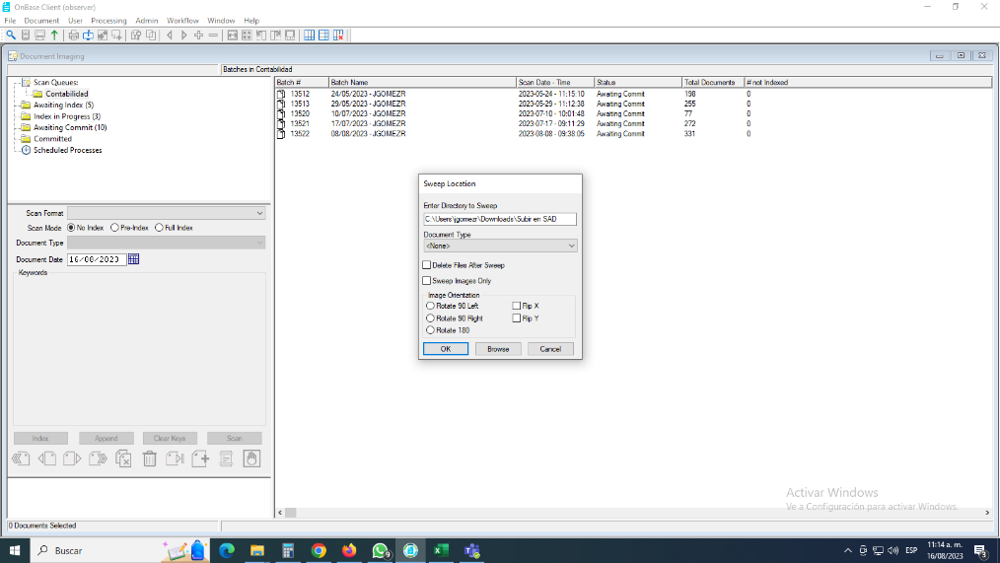 OnBase Client (observer)
File Document User Processing Admin Workflow Window Help
Document Imaging
Batches in Contabilidad
Scan Queues:
Contabilidad
Awaiting Index (5)
Index in Progress (3)
Awaiting Commit (10)
Committed
Scheduled Processes
Batch # Batch Name Scan Date - Time Status Total Documents # not Indexed
13512 24/05/2023 - JGOMEZR 2023-05-24 - 11:15:10 Awaiting Commit 198 0
13513 29/05/2023 - JGOMEZR 2023-05-29 - 11:12:38 Awaiting Commit 255 0
13520 10/07/2023 - JGOMEZR 2023-07-10 - 10:01:48 Awaiting Commit 77 0
13521 17/07/2023 - JGOMEZR 2023-07-17 - 09:11:29 Awaiting Commit 272 0
13522 08/08/2023 - JGOMEZR 2023-08-08 - 09:38:05 Awaiting Commit 331 0
Scan Format
Scan Mode No Index Pre-Index Full Index
Document Type
Document Date 16/08/2023
Keywords
Index Append Clear Keys Scan
0 Documents Selected
Sweep Location
Enter Directory to Sweep
C:\Users\jgomezr\Downloads\Subir en SAD
Document Type
<None>
Delete Files After Sweep
Sweep Images Only
Image Orientation
Rotate 90 Left Flip X
Rotate 90 Right Flip Y
Rotate 180
OK Browse Cancel
Activar Windows
Ve a Configuración para activar Windows.
Buscar
9
ESP
11:14 a. m.
16/08/2023
3